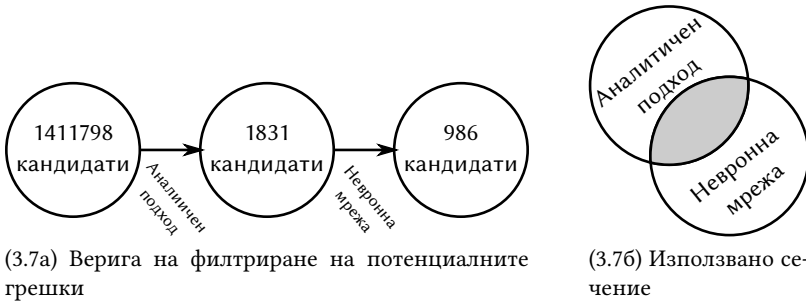 1411798
кандидати
Аналиичен
подход
1831
кандидати
Невронна
мрежа
986
кандидати
(3.7а) Верига на филтриране на потенциалните
грешки
Аналитичен
подход
Невронна
мрежа
(3.7б) Използвано се-
чение